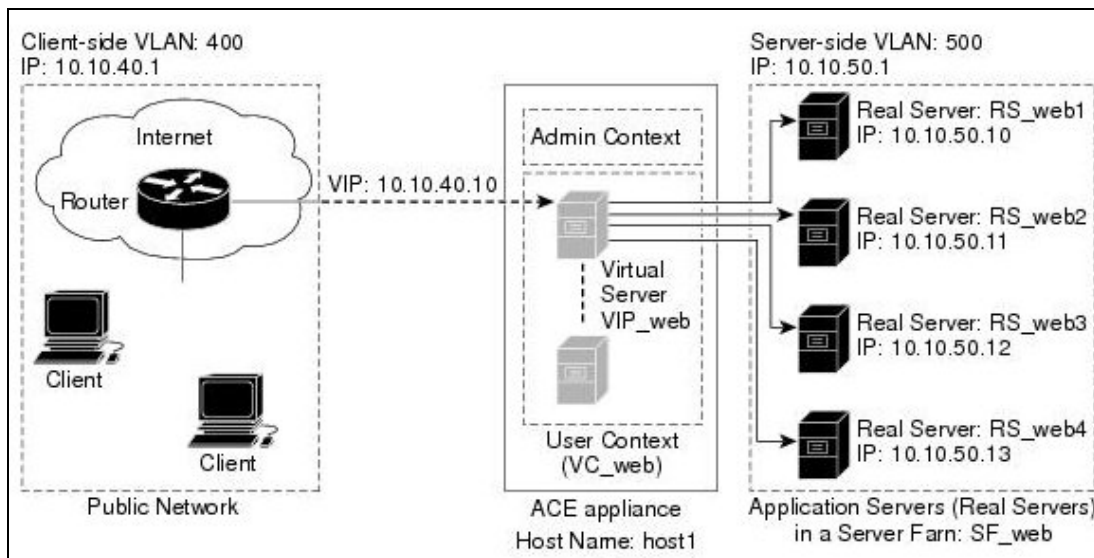 Client-side VLAN: 400
IP: 10.10.40.1
Internet
Router
Client
Client
Public Network
VIP: 10.10.40.10
Admin Context
Virtual
Server
VIP_web
User Context
(VC_web)
ACE appliance
Host Name: host1
Server-side VLAN: 500
IP: 10.10.50.1
Real Server: RS_web1
IP: 10.10.50.10
Real Server: RS_web2
IP: 10.10.50.11
Real Server: RS_web3
IP: 10.10.50.12
Real Server: RS_web4
IP: 10.10.50.13
Application Servers (Real Servers)
in a Server Farn: SF_web